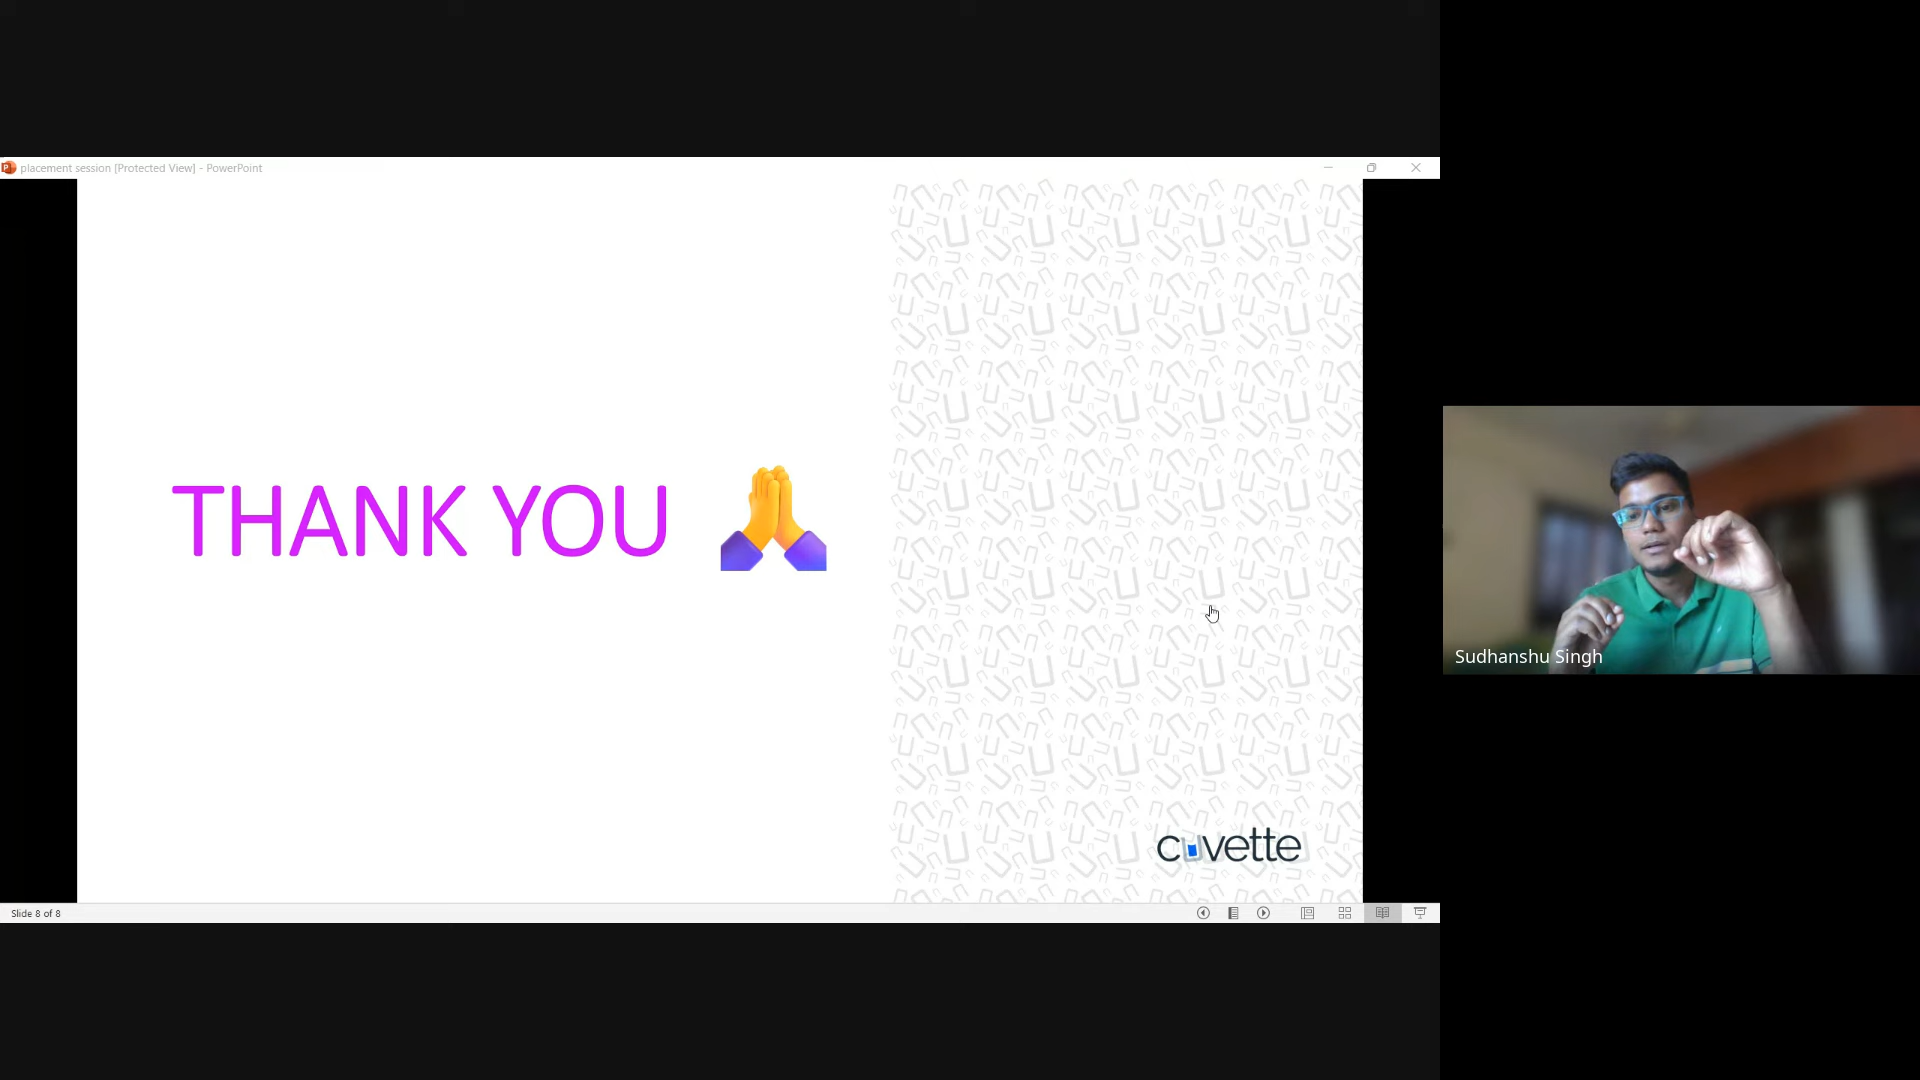 placement session [Protected View] - PowerPoint
THANK YOU
cuvette
Sudhanshu Singh
Slide 8 of 8